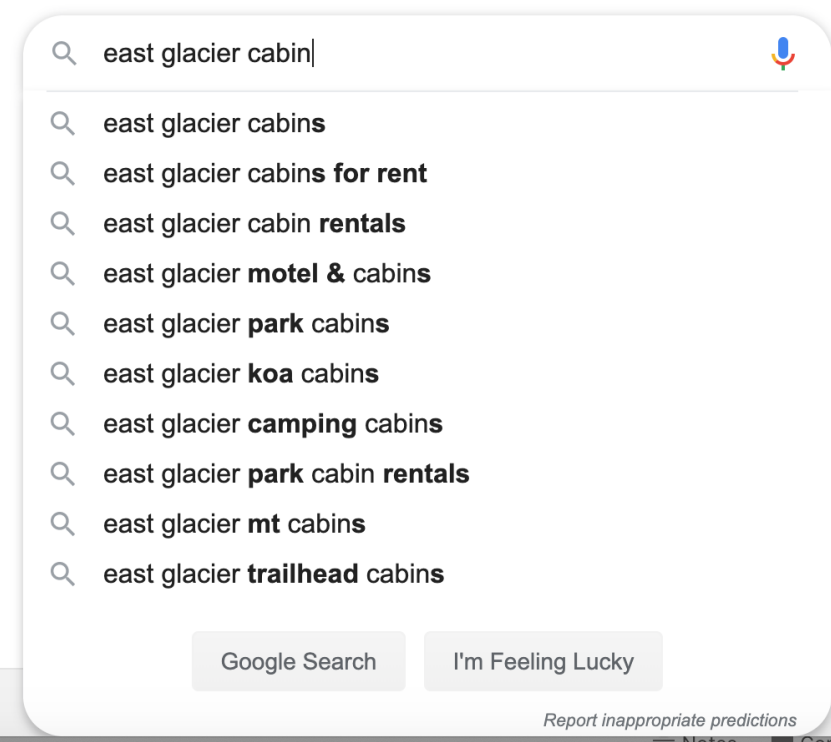 east glacier cabin
east glacier cabins
east glacier cabins for rent
east glacier cabin rentals
east glacier motel & cabins
east glacier park cabins
east glacier koa cabins
east glacier camping cabins
east glacier park cabin rentals
east glacier mt cabins
east glacier trailhead cabins
Google Search
I'm Feeling Lucky
Report inappropriate predictions